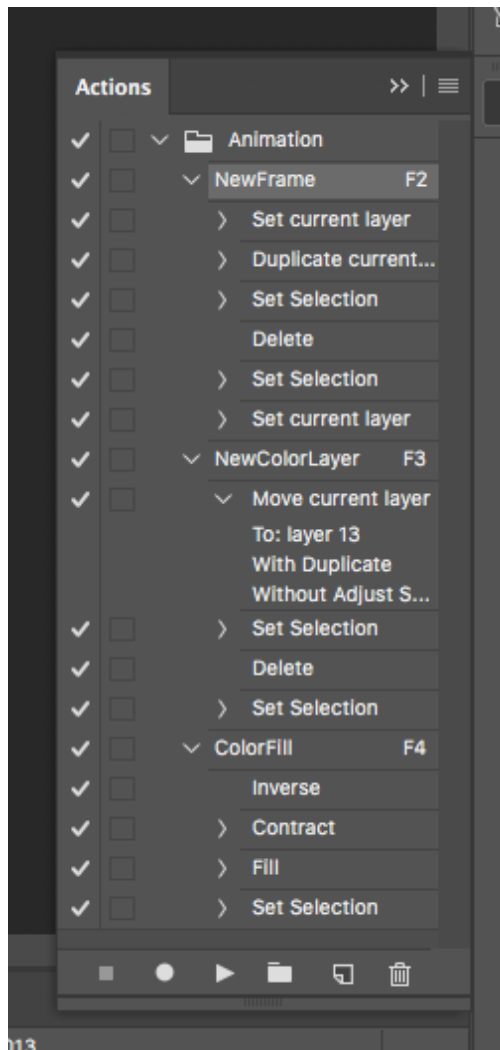 Actions
Animation
NewFrame F2
Set current layer
Duplicate current...
Set Selection
Delete
Set Selection
Set current layer
NewColorLayer F3
Move current layer
To: layer 13
With Duplicate
Without Adjust S...
Set Selection
Delete
Set Selection
ColorFill F4
Inverse
Contract
Fill
Set Selection
013